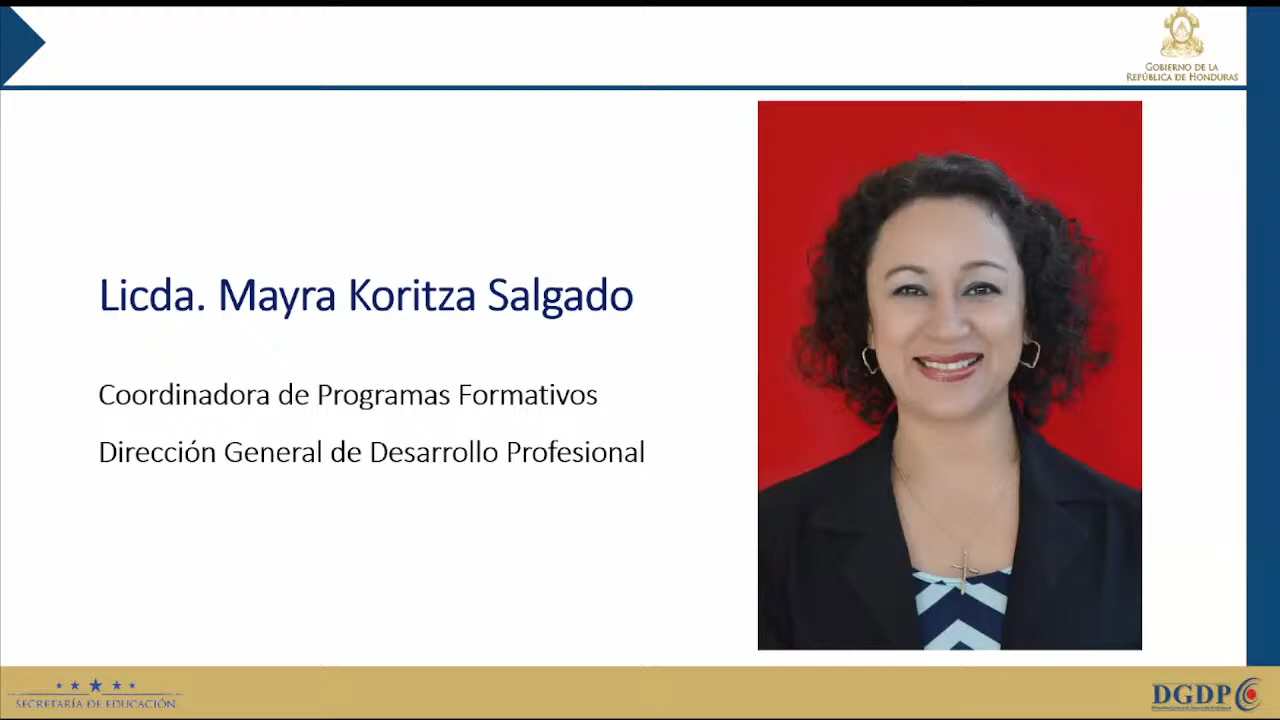 GOBIERNO DE LA
REPÚBLICA DE HONDURAS
Licda. Mayra Koritza Salgado
Coordinadora de Programas Formativos
Dirección General de Desarrollo Profesional
SECRETARÍA DE EDUCACIÓN
DGDP